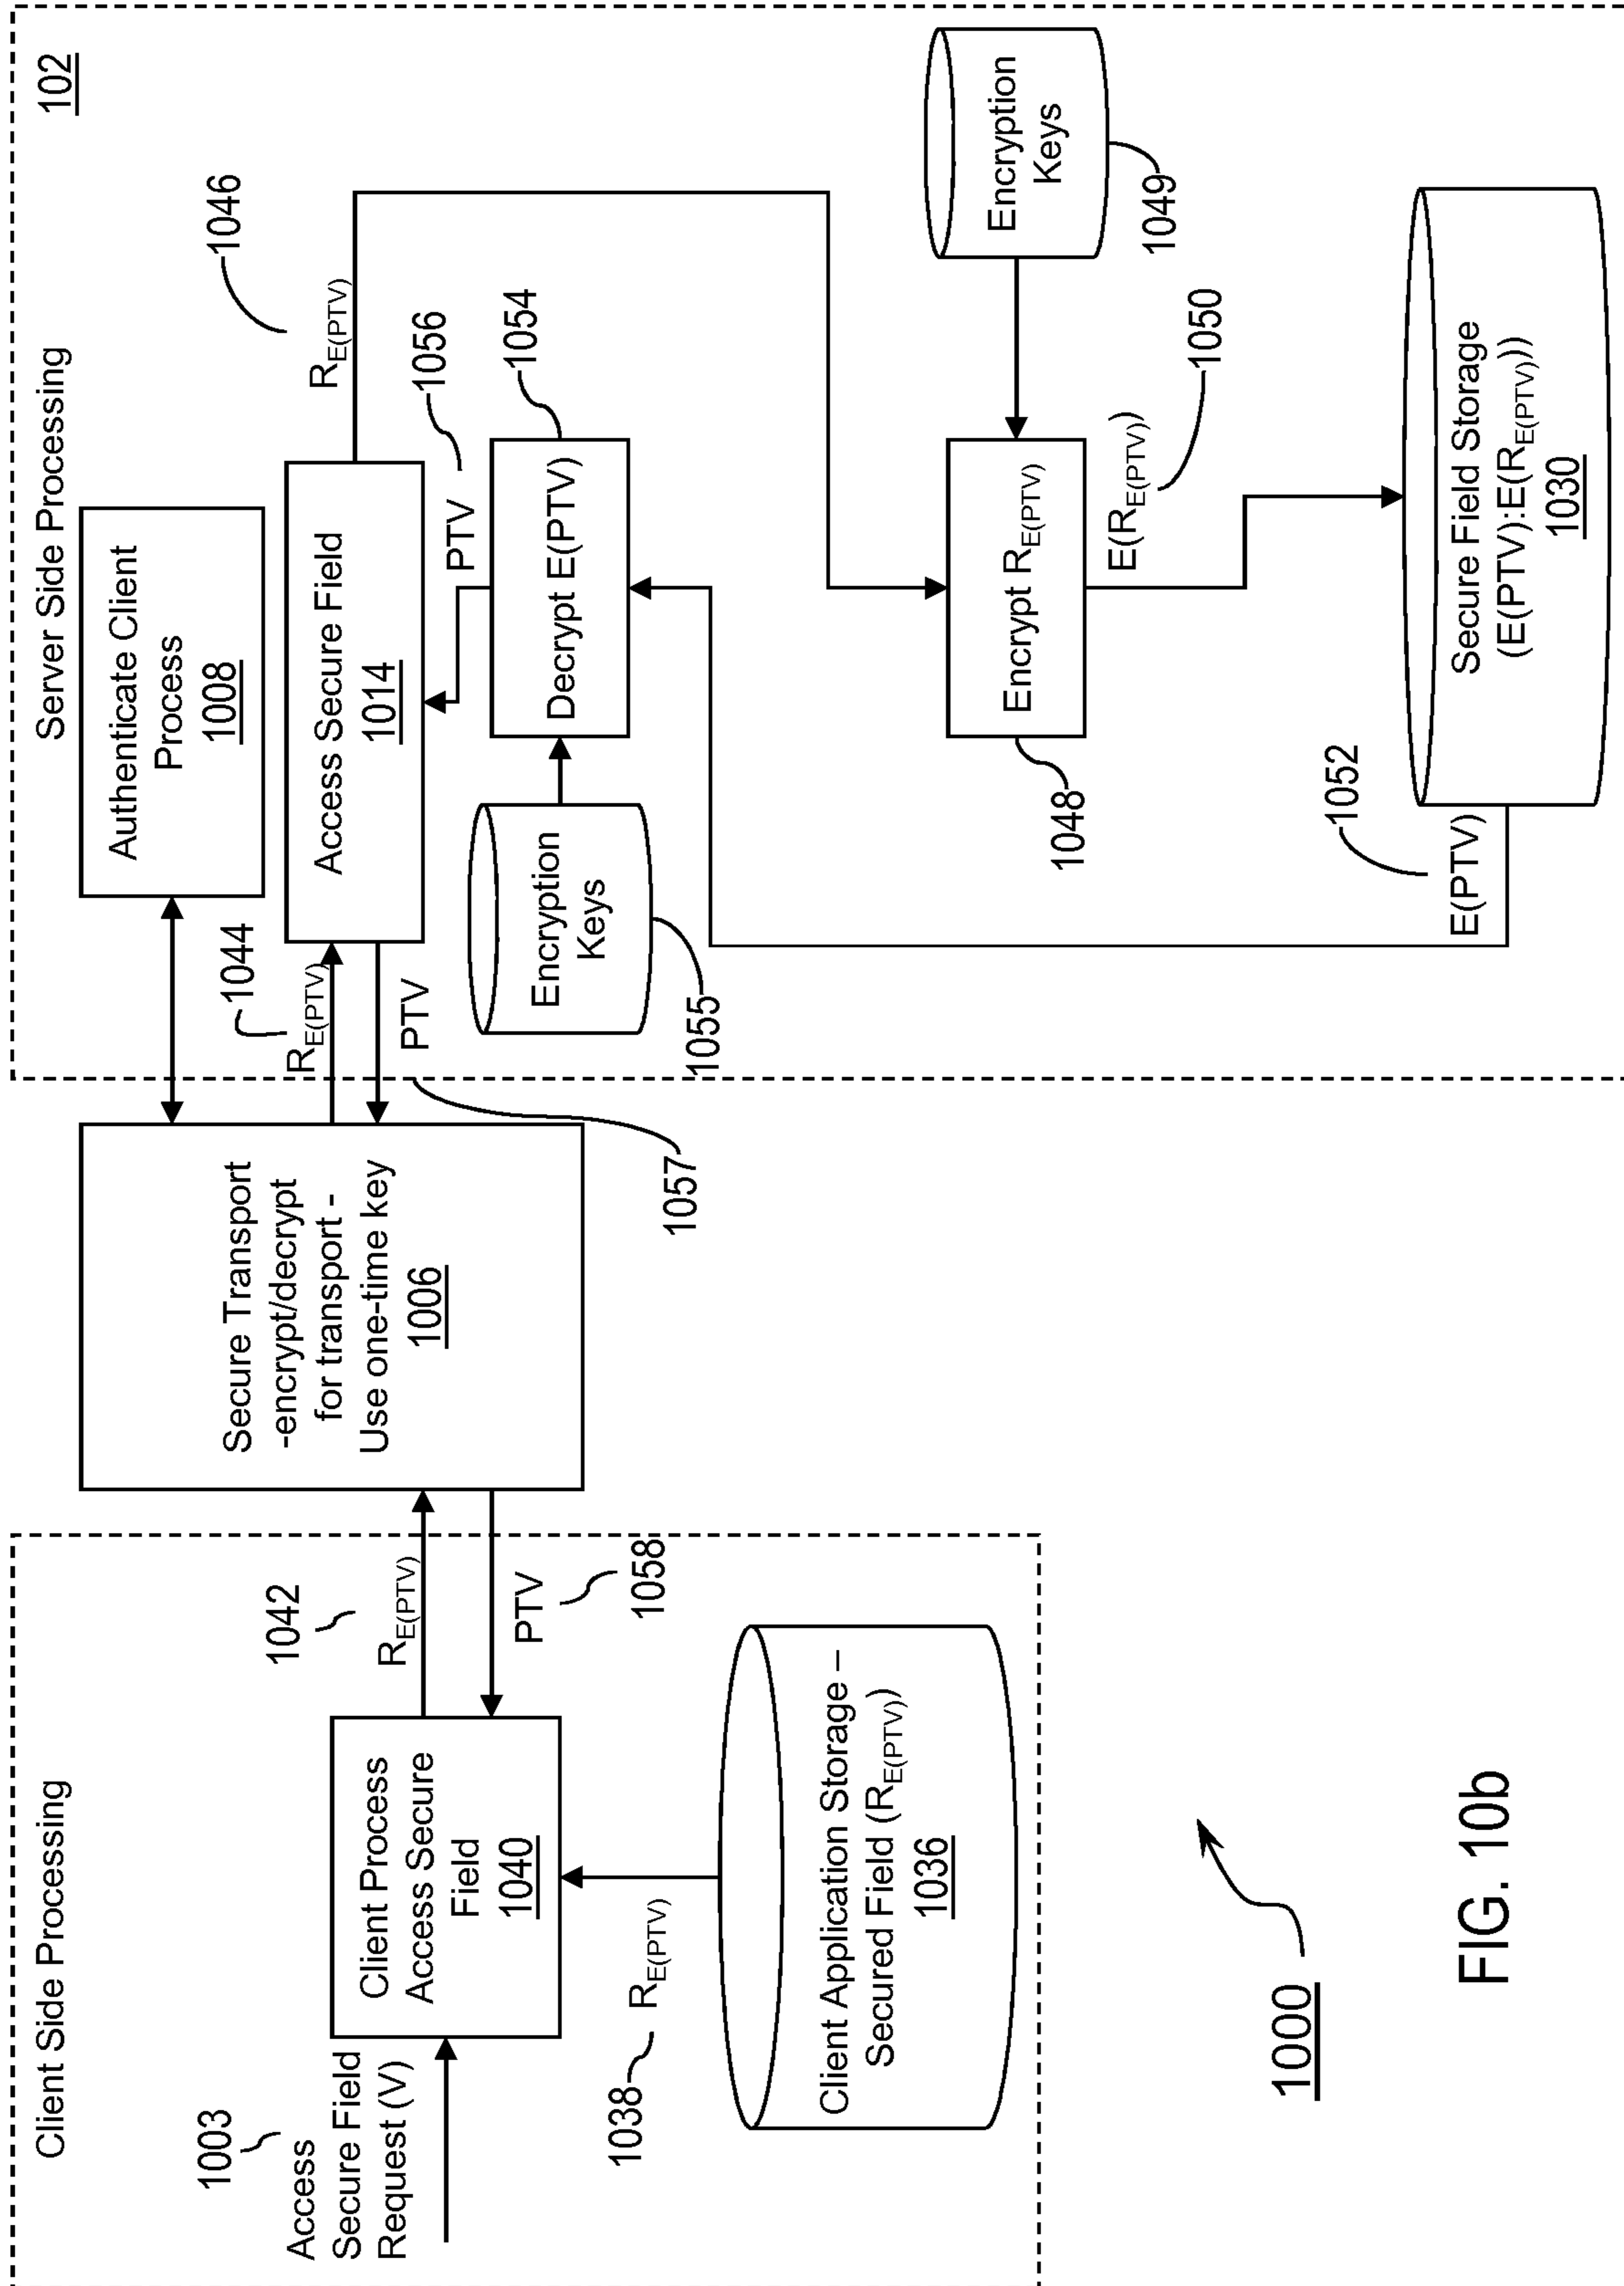 Client Side Processing
1003
Access
Secure Field
Request (V)
Client Process
Access Secure
Field
1040
1042
R_E(PTV)
PTV
1058
1038
R_E(PTV)
Client Application Storage –
Secured Field (R_E(PTV))
1036
Secure Transport
-encrypt/decrypt
for transport -
Use one-time key
1006
1057
Server Side Processing
102
Authenticate Client
Process
1008
1044
R_E(PTV)
PTV
Access Secure Field
1014
R_E(PTV)
1046
PTV
1056
Decrypt E(PTV)
1054
Encryption
Keys
1055
Encrypt R_E(PTV)
1048
Encryption
Keys
1049
E(R_E(PTV))
1050
1052
E(PTV)
Secure Field Storage
(E(PTV):E(R_E(PTV)))
1030
1000
FIG. 10b